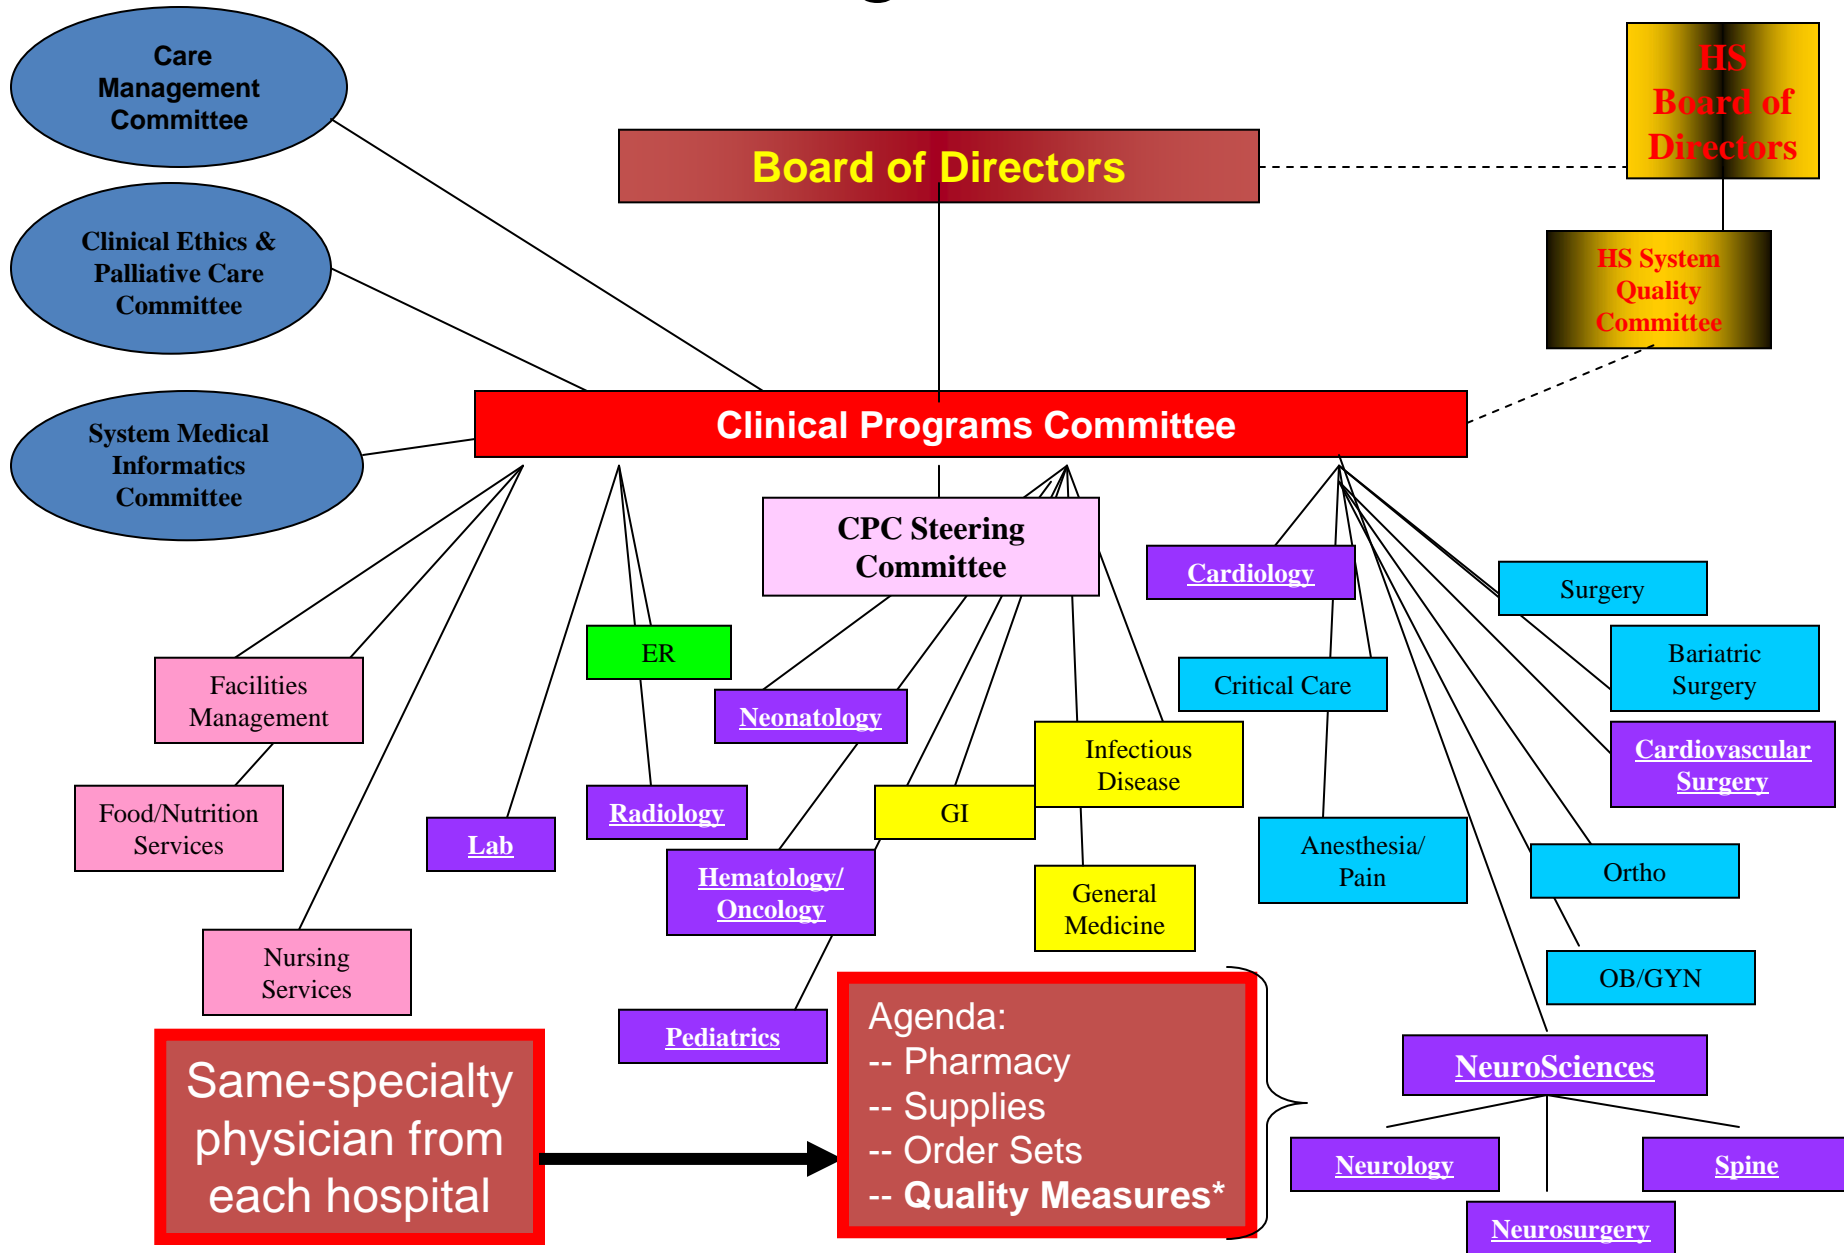 Care
Management
Committee
HS
Board of
Directors
Board of Directors
Clinical Ethics &
Palliative Care
Committee
HS System
Quality
Committee
System Medical
Informatics
Committee
Clinical Programs Committee
CPC Steering
Committee
Cardiology
Surgery
ER
Bariatric
Surgery
Facilities
Management
Critical Care
Neonatology
Infectious
Disease
Cardiovascular
Surgery
Food/Nutrition
Services
Radiology
GI
Lab
Anesthesia/
Pain
Ortho
Hematology/
Oncology
General
Medicine
Nursing
Services
OB/GYN
Pediatrics
NeuroSciences
Same-specialty
physician from
each hospital
Agenda:
-- Pharmacy
-- Supplies
-- Order Sets
-- Quality Measures*
Neurology
Spine
Neurosurgery